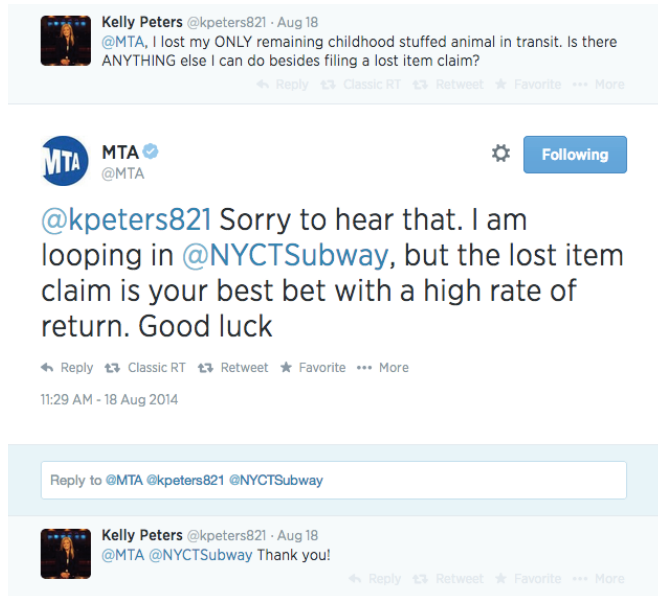 Kelly Peters @kpeters821 · Aug 18
@MTA, I lost my ONLY remaining childhood stuffed animal in transit. Is there
ANYTHING else I can do besides filing a lost item claim?
Reply Classic RT Retweet Favorite More
MTA
MTA
@MTA
Following
@kpeters821 Sorry to hear that. I am
looping in @NYCTSubway, but the lost item
claim is your best bet with a high rate of
return. Good luck
Reply Classic RT Retweet Favorite More
11:29 AM - 18 Aug 2014
Reply to @MTA @kpeters821 @NYCTSubway
Kelly Peters @kpeters821 · Aug 18
@MTA @NYCTSubway Thank you!
Reply Retweet Favorite More